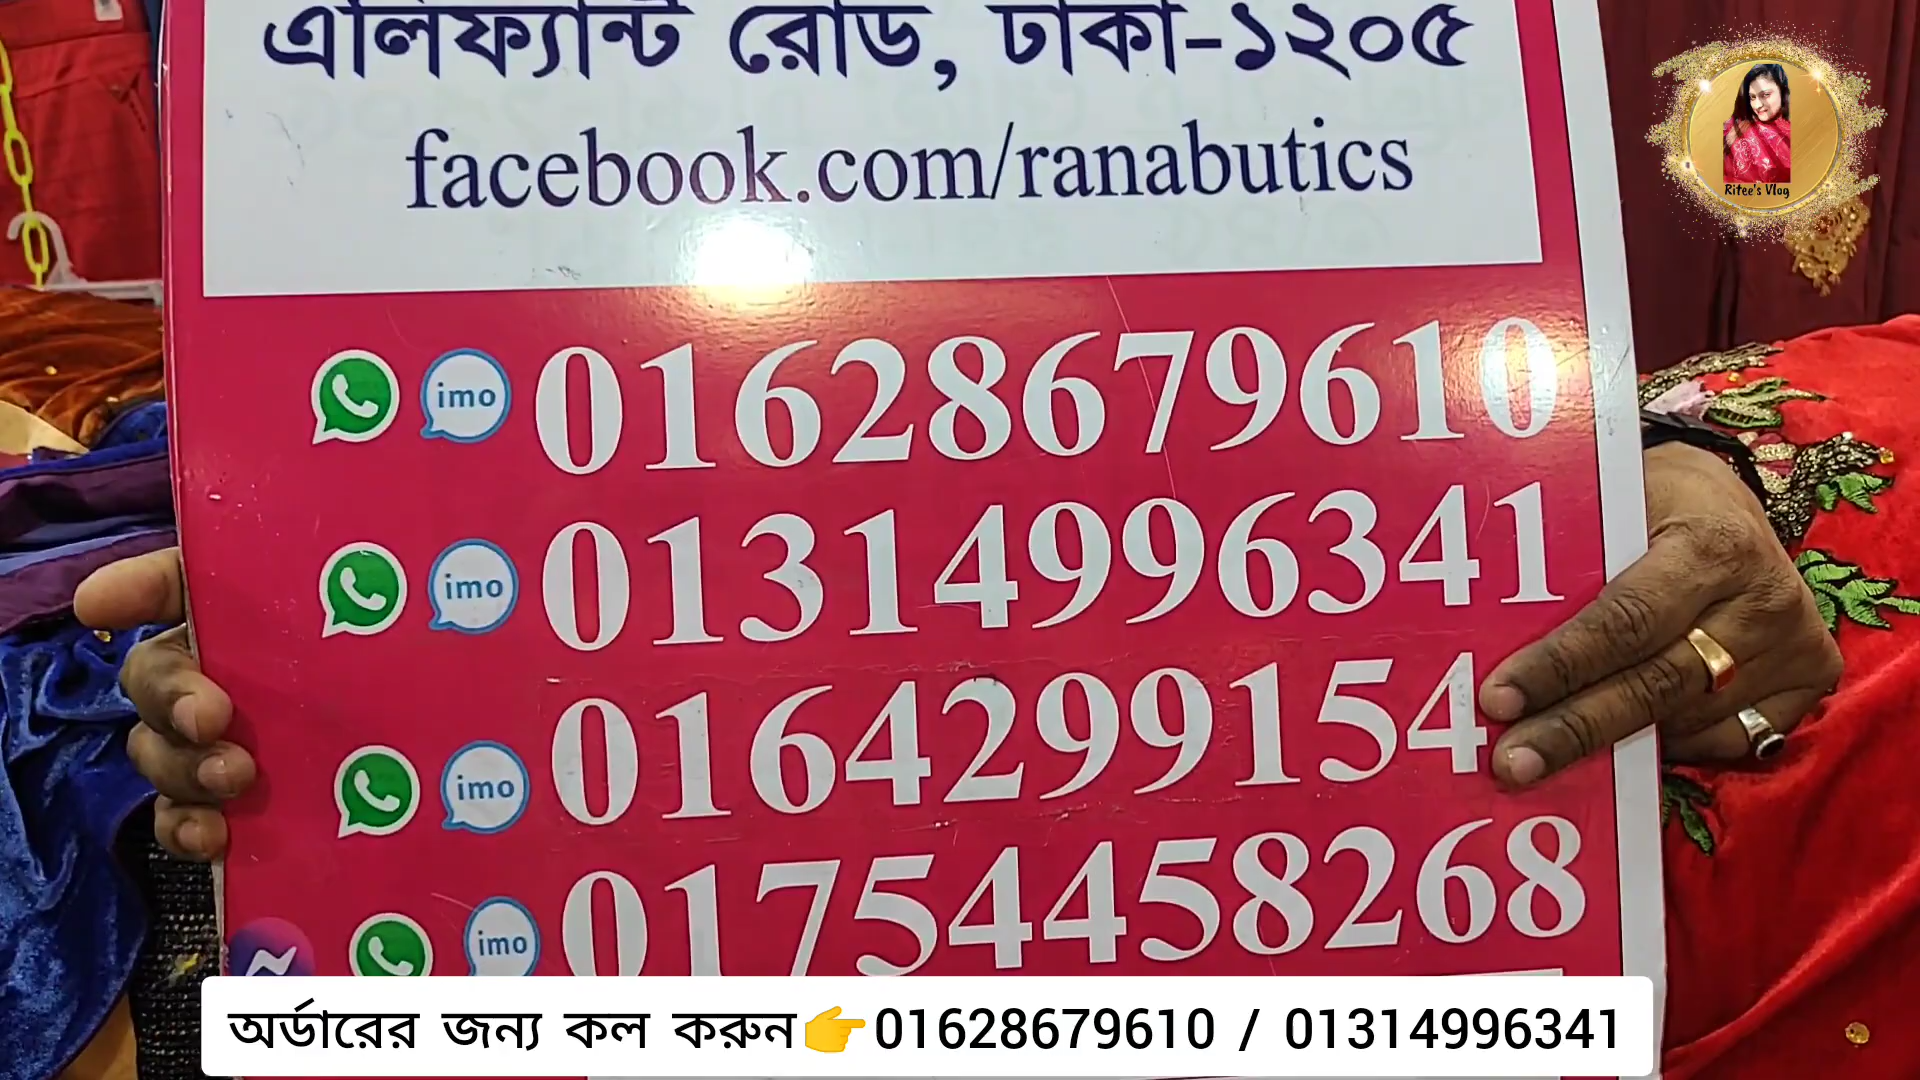 এলিফ্যান্ট রোড, ঢাকা-১২০৫
facebook.com/ranabutics
Ritee's Vlog
imo 01628679610
imo 01314996341
imo 0164299154
imo 01754458268
অর্ডারের জন্য কল করুন👉01628679610 / 01314996341